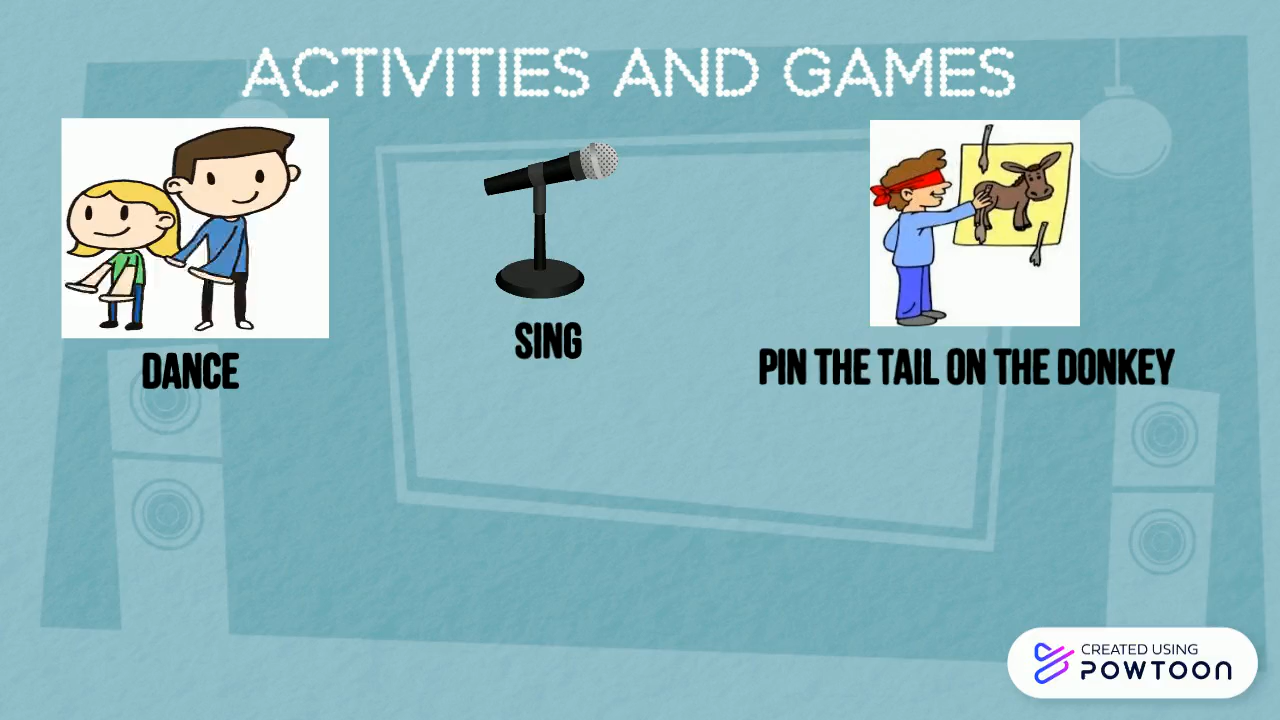 ACTIVITIES AND GAMES
DANCE
SING
PIN THE TAIL ON THE DONKEY
CREATED USING
POWTOON